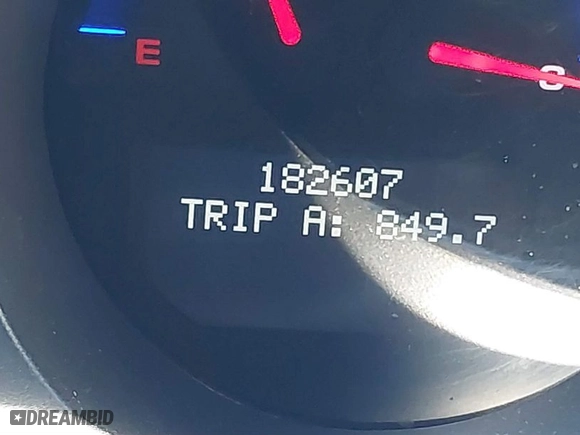 E
C
182607
TRIP A: 849.7
DREAMBID